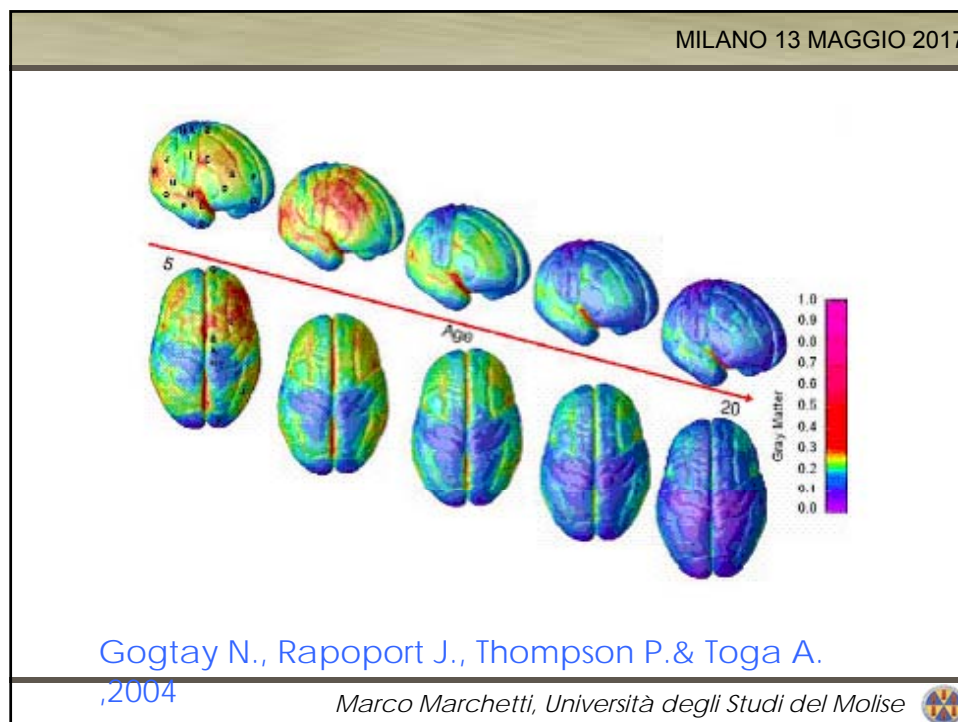 MILANO 13 MAGGIO 2017
5
Age
20
Gray Matter
1.0
0.9
0.8
0.7
0.6
0.5
0.4
0.3
0.2
0.1
0.0
Gogtay N., Rapoport J., Thompson P.& Toga A.
,2004
Marco Marchetti, Università degli Studi del Molise